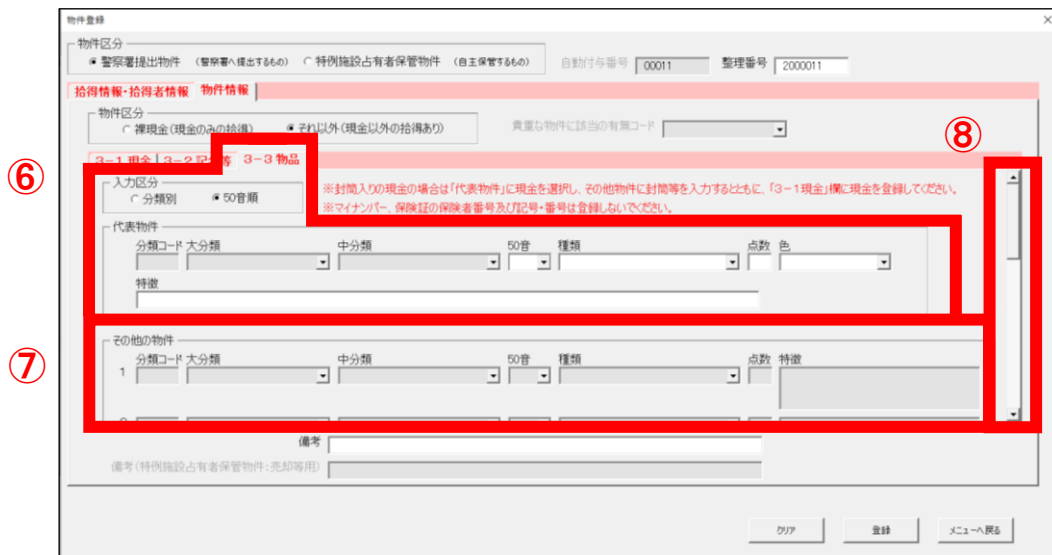 物件登録
物件区分
警察署提出物件 (警察署へ提出するもの) 特例施設占有者保管物件 (自主保管するもの) 自動付与番号 00011 整理番号 2000011
拾得情報・拾得者情報 物件情報
物件区分
裸現金(現金のみの拾得) それ以外(現金以外の拾得あり) 貴重な物件に該当の有無コード
⑧
3-1 現金 3-2 記 等 3-3 物品
⑥
入力区分
分類別 50音順
※封筒入りの現金の場合は「代表物件」に現金を選択し、その他物件に封筒等を入力するとともに、「3-1現金」欄に現金を登録してください。
※マイナンバー、保険証の保険者番号及び記号・番号は登録しないでください。
代表物件
分類コード 大分類 中分類 50音 種類 点数 色
特徴
⑦
その他の物件
分類コード 大分類 中分類 50音 種類 点数 特徴
1
備考
備考(特例施設占有者保管物件:売却等用)
クリア 登録 メニューへ戻る